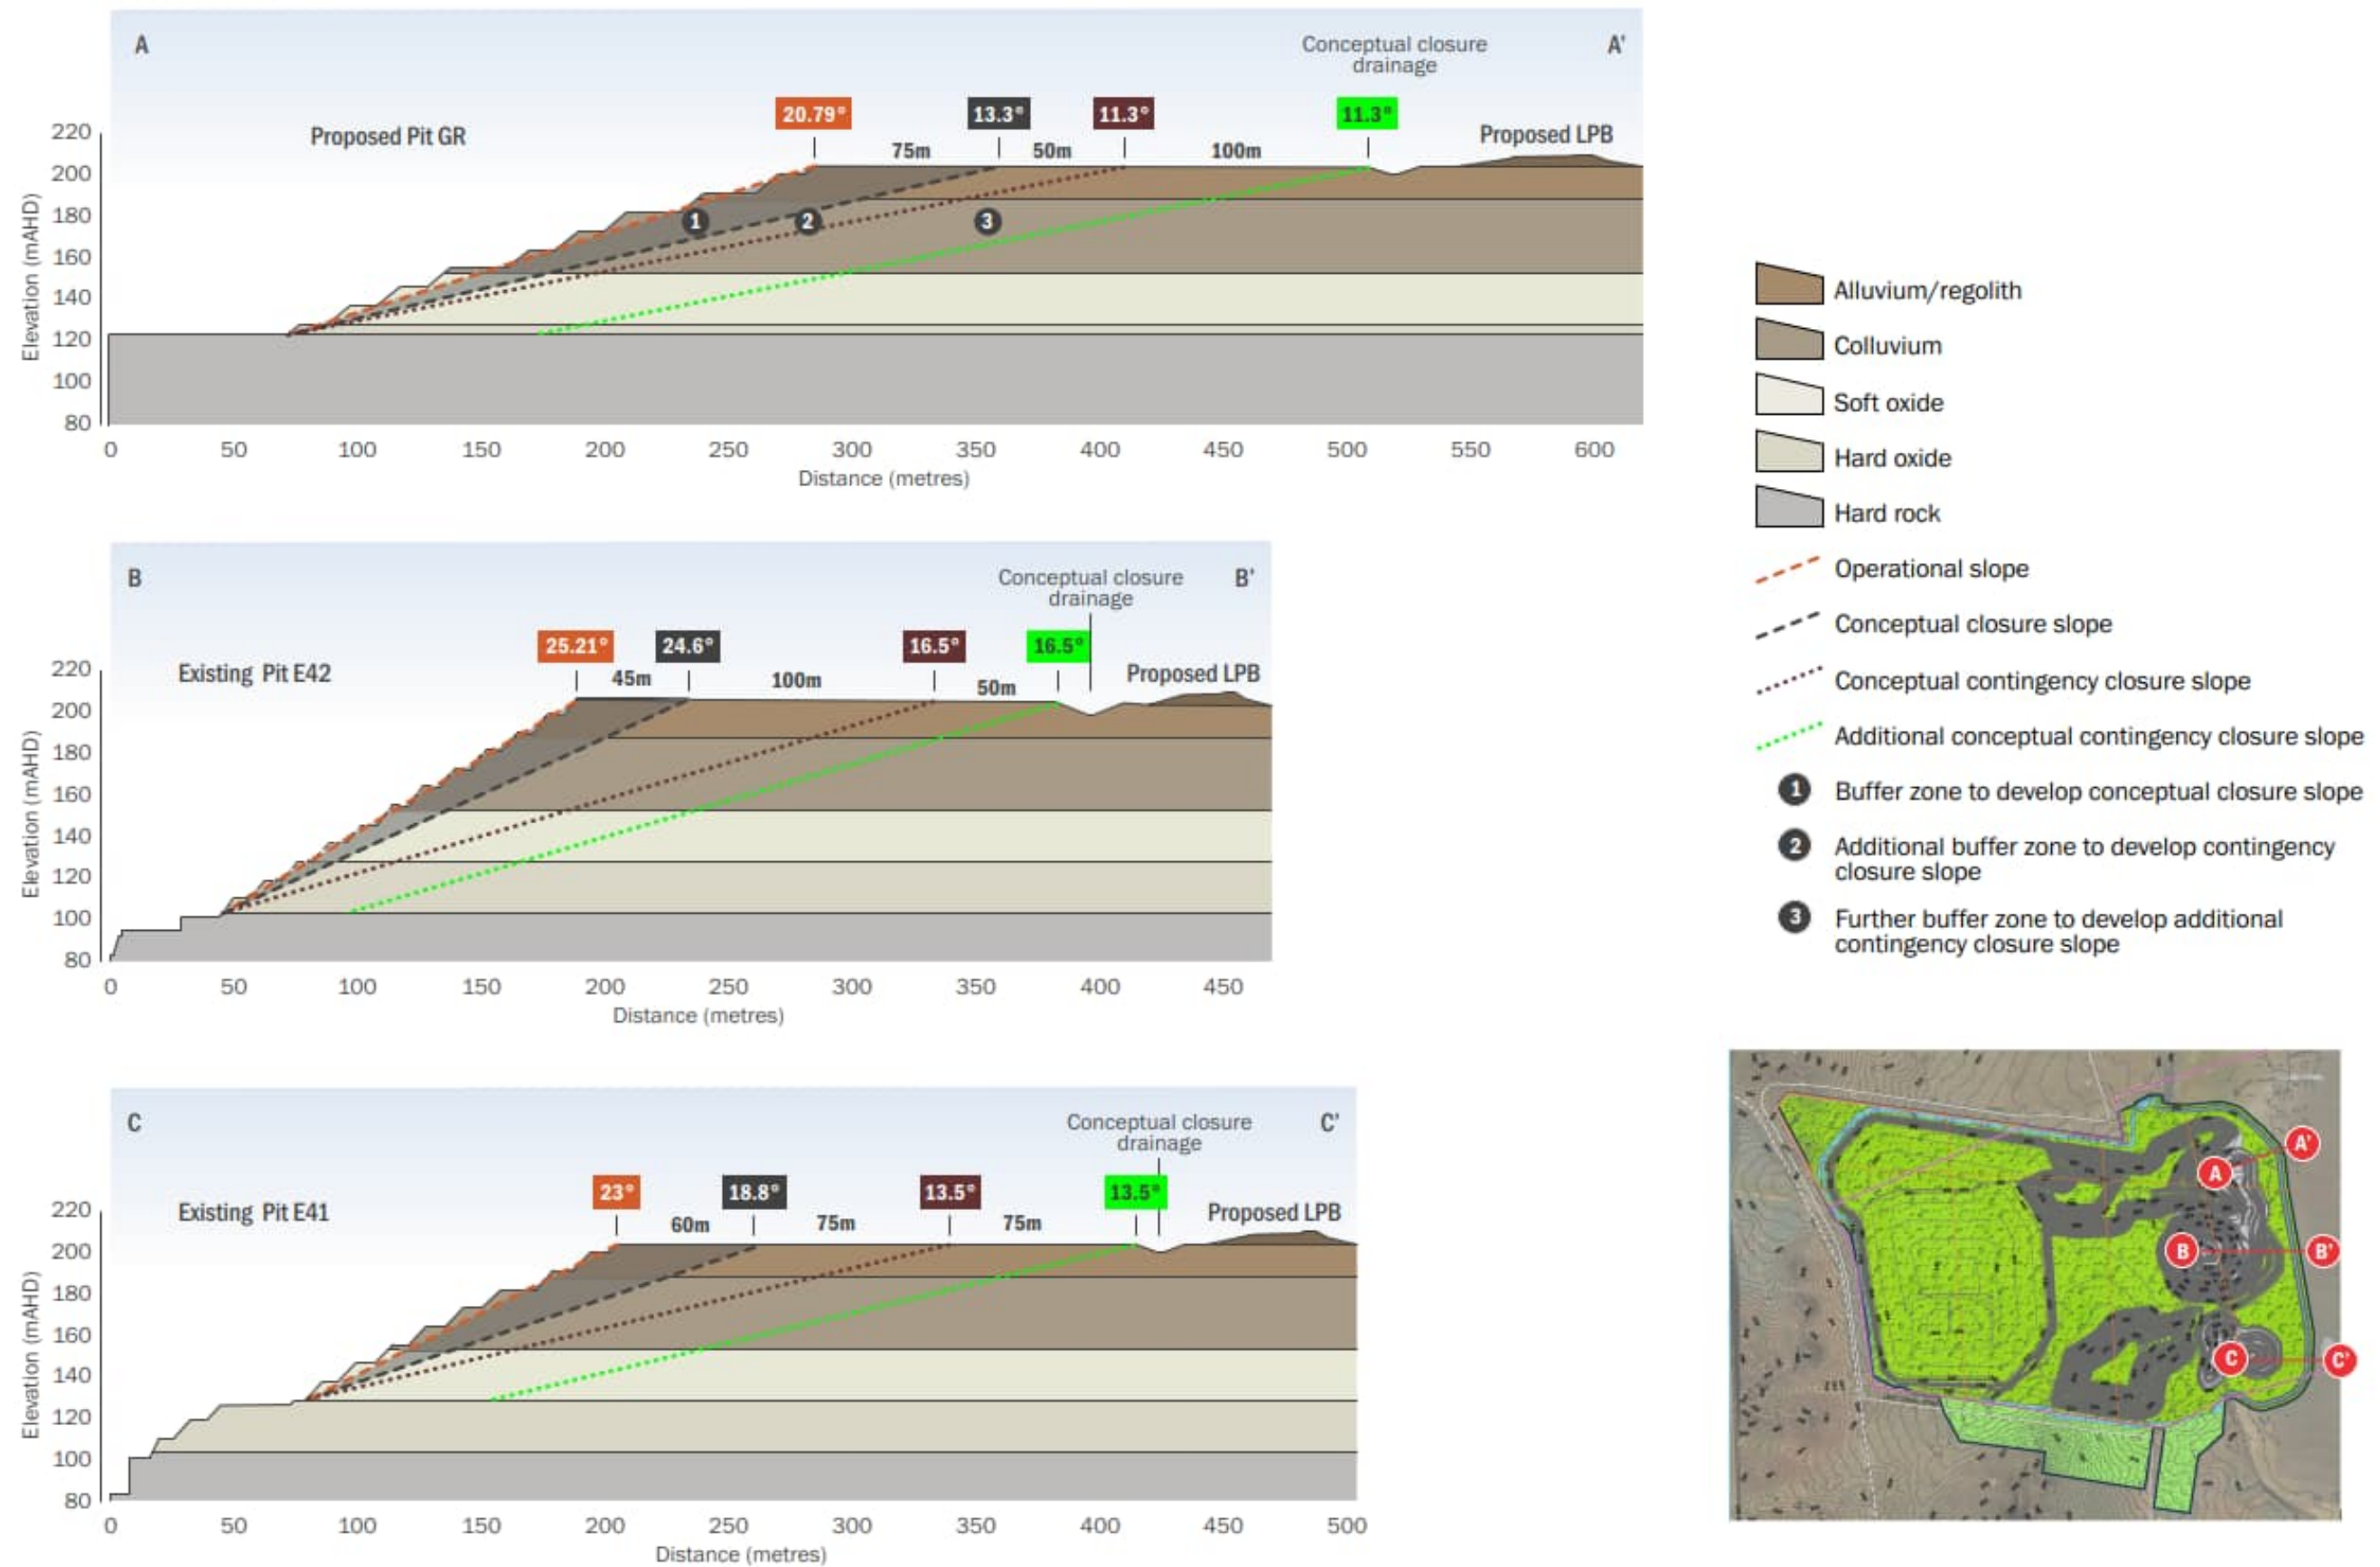 A
Conceptual closure
drainage
A'
20.79°
13.3°
11.3°
11.3°
Proposed Pit GR
75m
50m
100m
Proposed LPB
Elevation (mAHD)
220
200
180
160
140
120
100
80
1
2
3
0 50 100 150 200 250 300 350 400 450 500 550 600
Distance (metres)
B
Conceptual closure
drainage
B'
25.21°
24.6°
16.5°
16.5°
Existing Pit E42
45m
100m
50m
Proposed LPB
Elevation (mAHD)
220
200
180
160
140
120
100
80
0 50 100 150 200 250 300 350 400 450
Distance (metres)
C
Conceptual closure
drainage
C'
23°
18.8°
13.5°
13.5°
Existing Pit E41
60m
75m
75m
Proposed LPB
Elevation (mAHD)
220
200
180
160
140
120
100
80
0 50 100 150 200 250 300 350 400 450 500
Distance (metres)
Alluvium/regolith
Colluvium
Soft oxide
Hard oxide
Hard rock
Operational slope
Conceptual closure slope
Conceptual contingency closure slope
Additional conceptual contingency closure slope
1 Buffer zone to develop conceptual closure slope
2 Additional buffer zone to develop contingency
closure slope
3 Further buffer zone to develop additional
contingency closure slope
A'
A
B
B'
C
C'